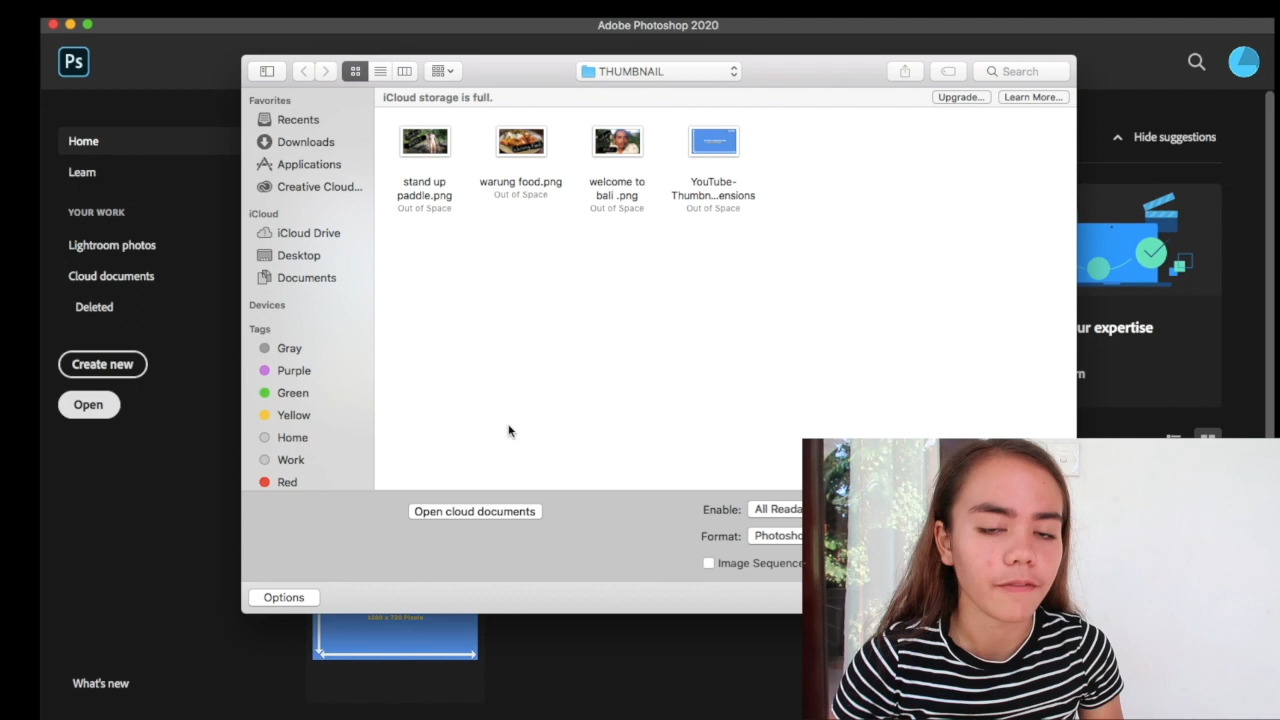 Adobe Photoshop 2020
Ps
THUMBNAIL
Search
Favorites
iCloud storage is full.
Upgrade...
Learn More...
Recents
Downloads
Applications
Creative Cloud...
iCloud
iCloud Drive
Desktop
Documents
Devices
Tags
Gray
Purple
Green
Yellow
Home
Work
Red
stand up
paddle.png
Out of Space
warung food.png
Out of Space
welcome to
bali .png
Out of Space
YouTube-
Thumbn...ensions
Out of Space
Home
Learn
YOUR WORK
Lightroom photos
Cloud documents
Deleted
Create new
Open
What's new
Hide suggestions
ur expertise
rn
Open cloud documents
Enable:
All Reada
Format:
Photosho
Image Sequence
Options
1280 x 720 Pixels